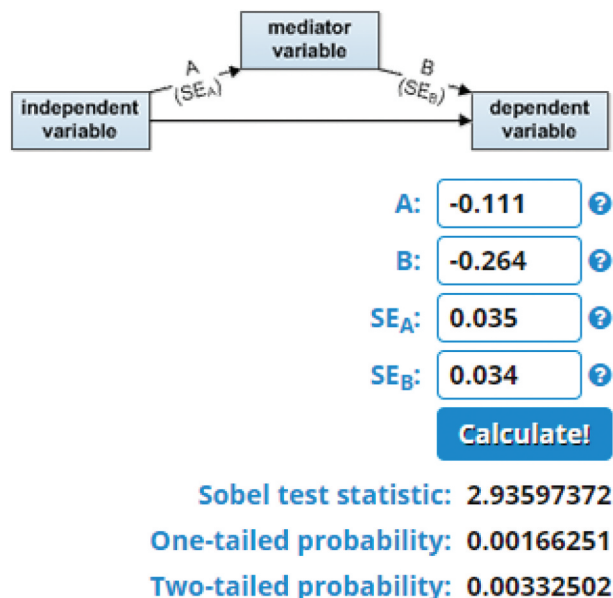 mediator
variable
A
(SEA)
B
(SEB)
independent
variable
dependent
variable
A: -0.111 ?
B: -0.264 ?
SEA: 0.035 ?
SEB: 0.034 ?
Calculate!
Sobel test statistic: 2.93597372
One-tailed probability: 0.00166251
Two-tailed probability: 0.00332502